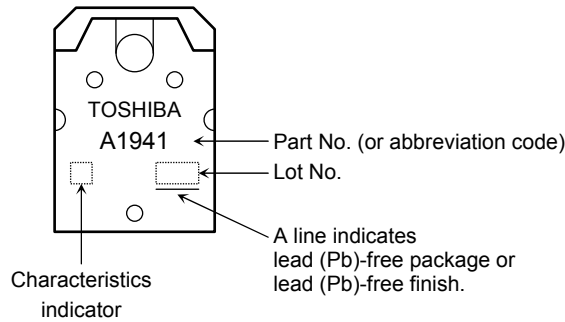 TOSHIBA
A1941
Part No. (or abbreviation code)
Lot No.
A line indicates
lead (Pb)-free package or
lead (Pb)-free finish.
Characteristics
indicator